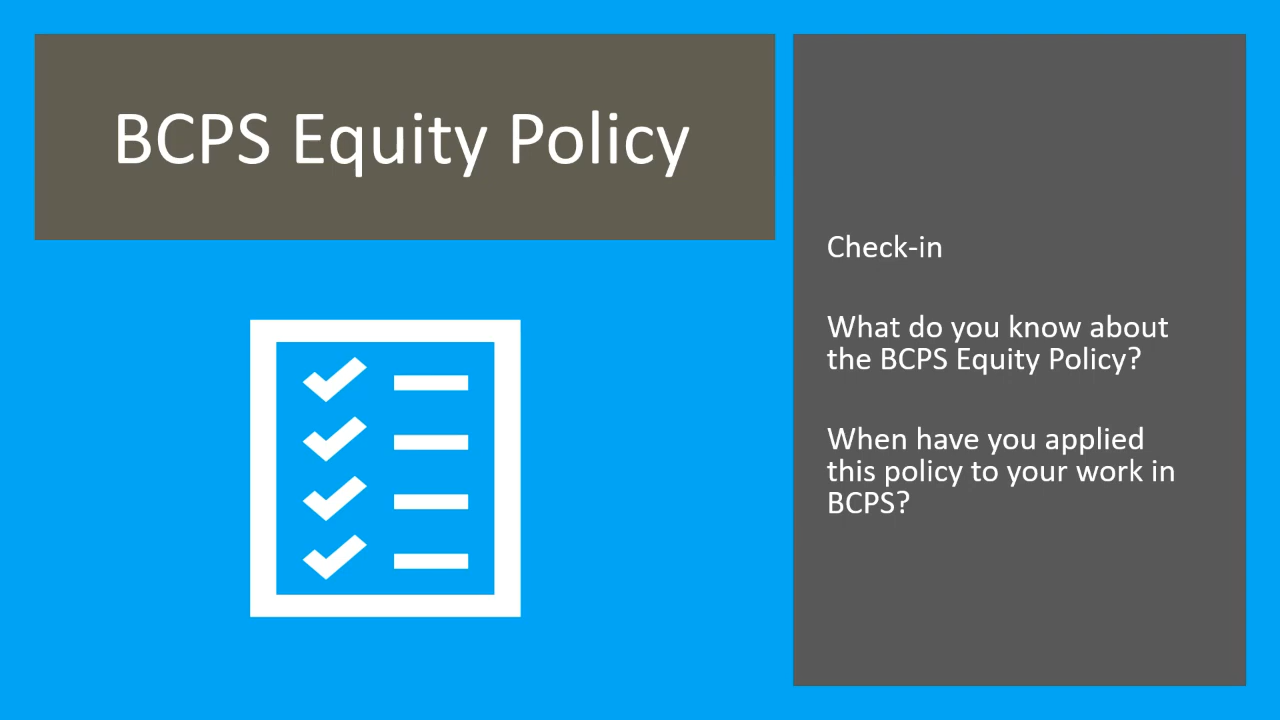 BCPS Equity Policy
Check-in
What do you know about
the BCPS Equity Policy?
When have you applied
this policy to your work in
BCPS?